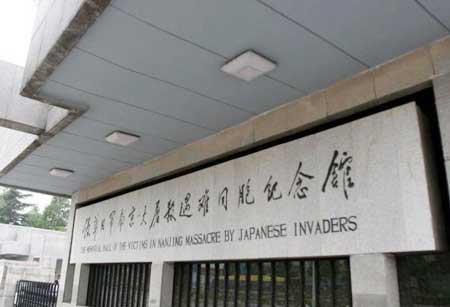 侵华日军南京大屠杀遇难同胞纪念馆
THE MEMORIAL HALL OF THE VICTIMS IN NANJING MASSACRE BY JAPANESE INVADERS